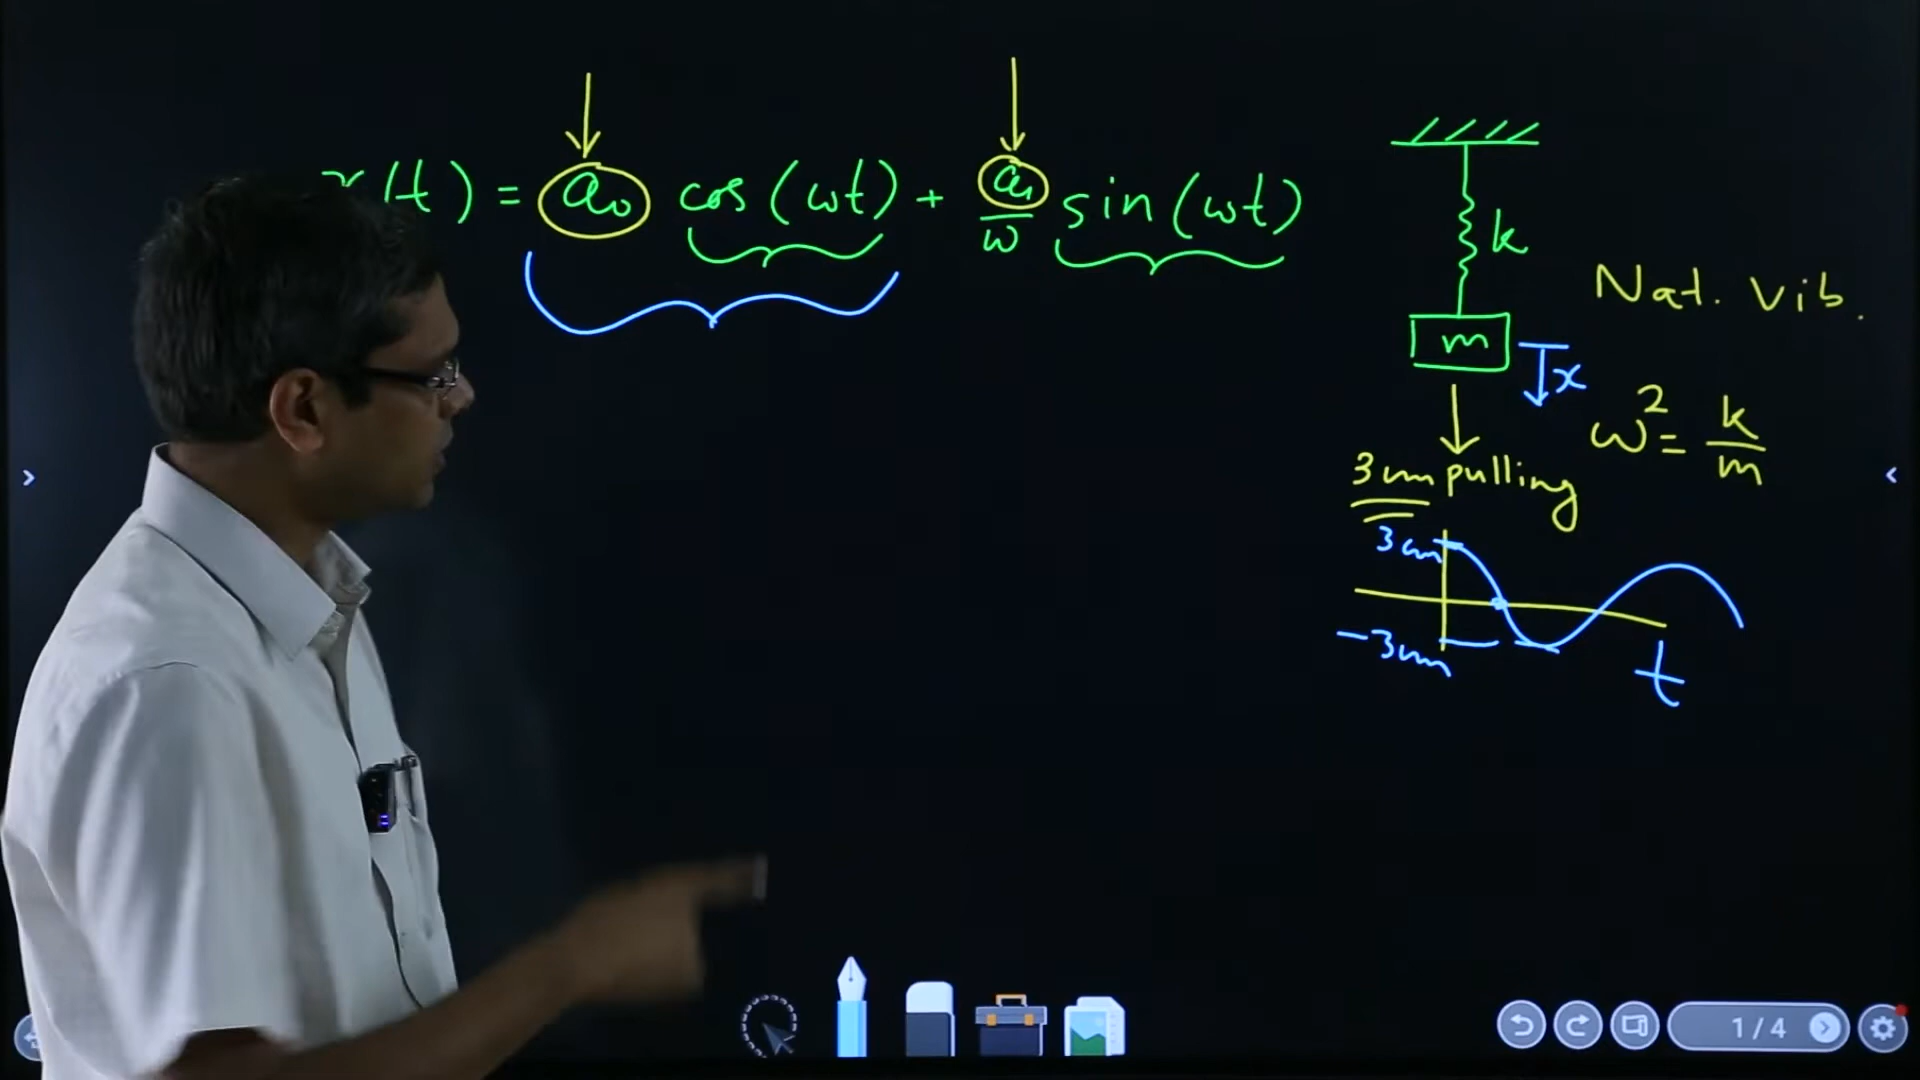 x(t) = a₀ cos(ωt) + a₁/ω sin(ωt)
k
m
x
Nat. Vib.
ω² = k/m
3cm pulling
3cm
-3cm
t
1/4